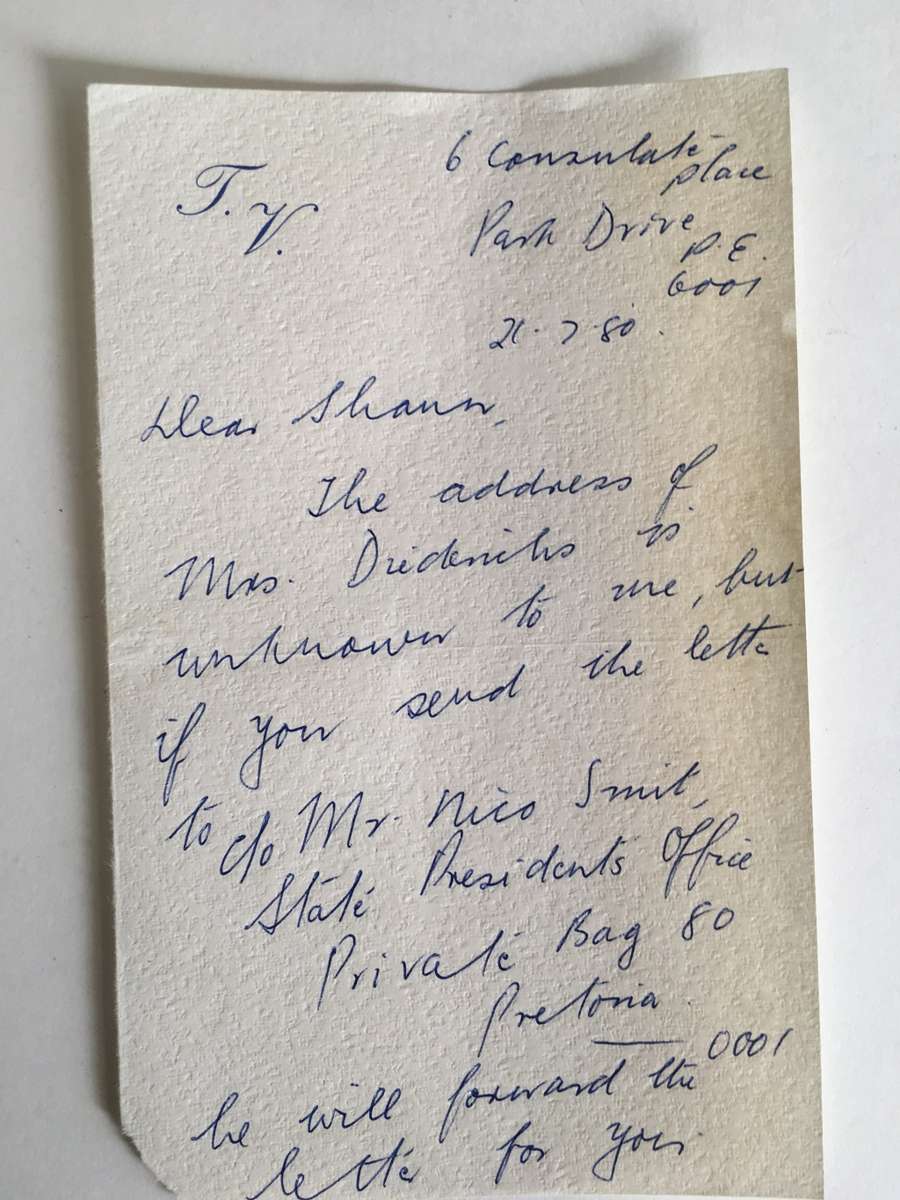 T.V.
6 Consulate
place
Park Drive
P.E.
6001
21.7.80.
Dear Shaun,
The address of
Mrs. Diederichs is
unknown to me, but
if you send the letter
to c/o Mr. Nico Smit,
State Presidents Office
Private Bag 80
Pretoria.
0001
he will forward the
letter for you.